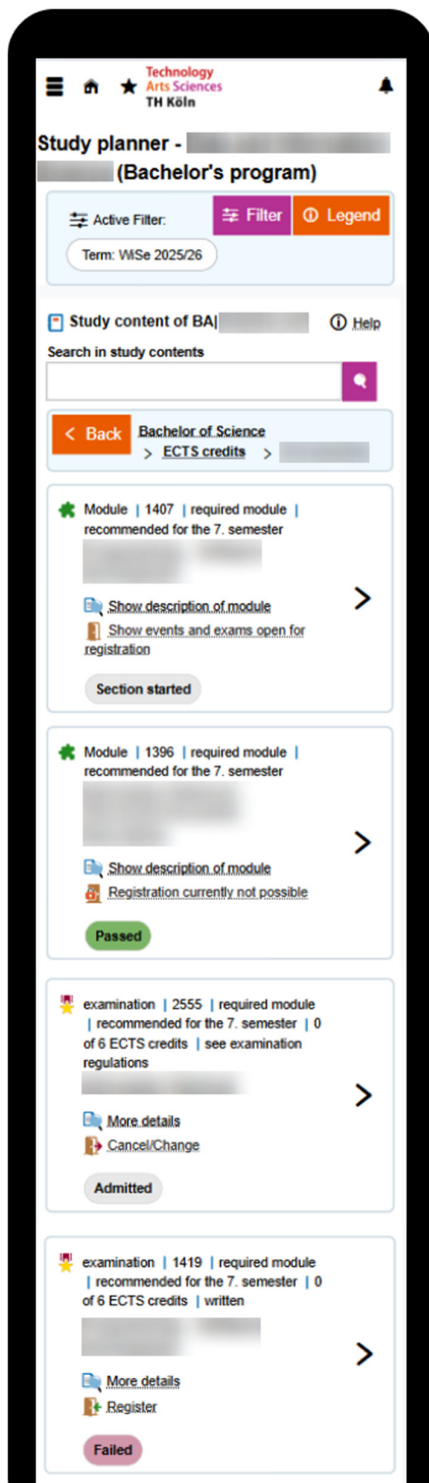 Technology
Arts Sciences
TH Köln
Study planner -
(Bachelor's program)
Active Filter:
Filter
Legend
Term: WiSe 2025/26
Study content of BA|
Help
Search in study contents
< Back
Bachelor of Science
> ECTS credits >
Module | 1407 | required module |
recommended for the 7. semester
Show description of module
Show events and exams open for
registration
Section started
Module | 1396 | required module |
recommended for the 7. semester
Show description of module
Registration currently not possible
Passed
examination | 2555 | required module
| recommended for the 7. semester | 0
of 6 ECTS credits | see examination
regulations
More details
Cancel/Change
Admitted
examination | 1419 | required module
| recommended for the 7. semester | 0
of 6 ECTS credits | written
More details
Register
Failed